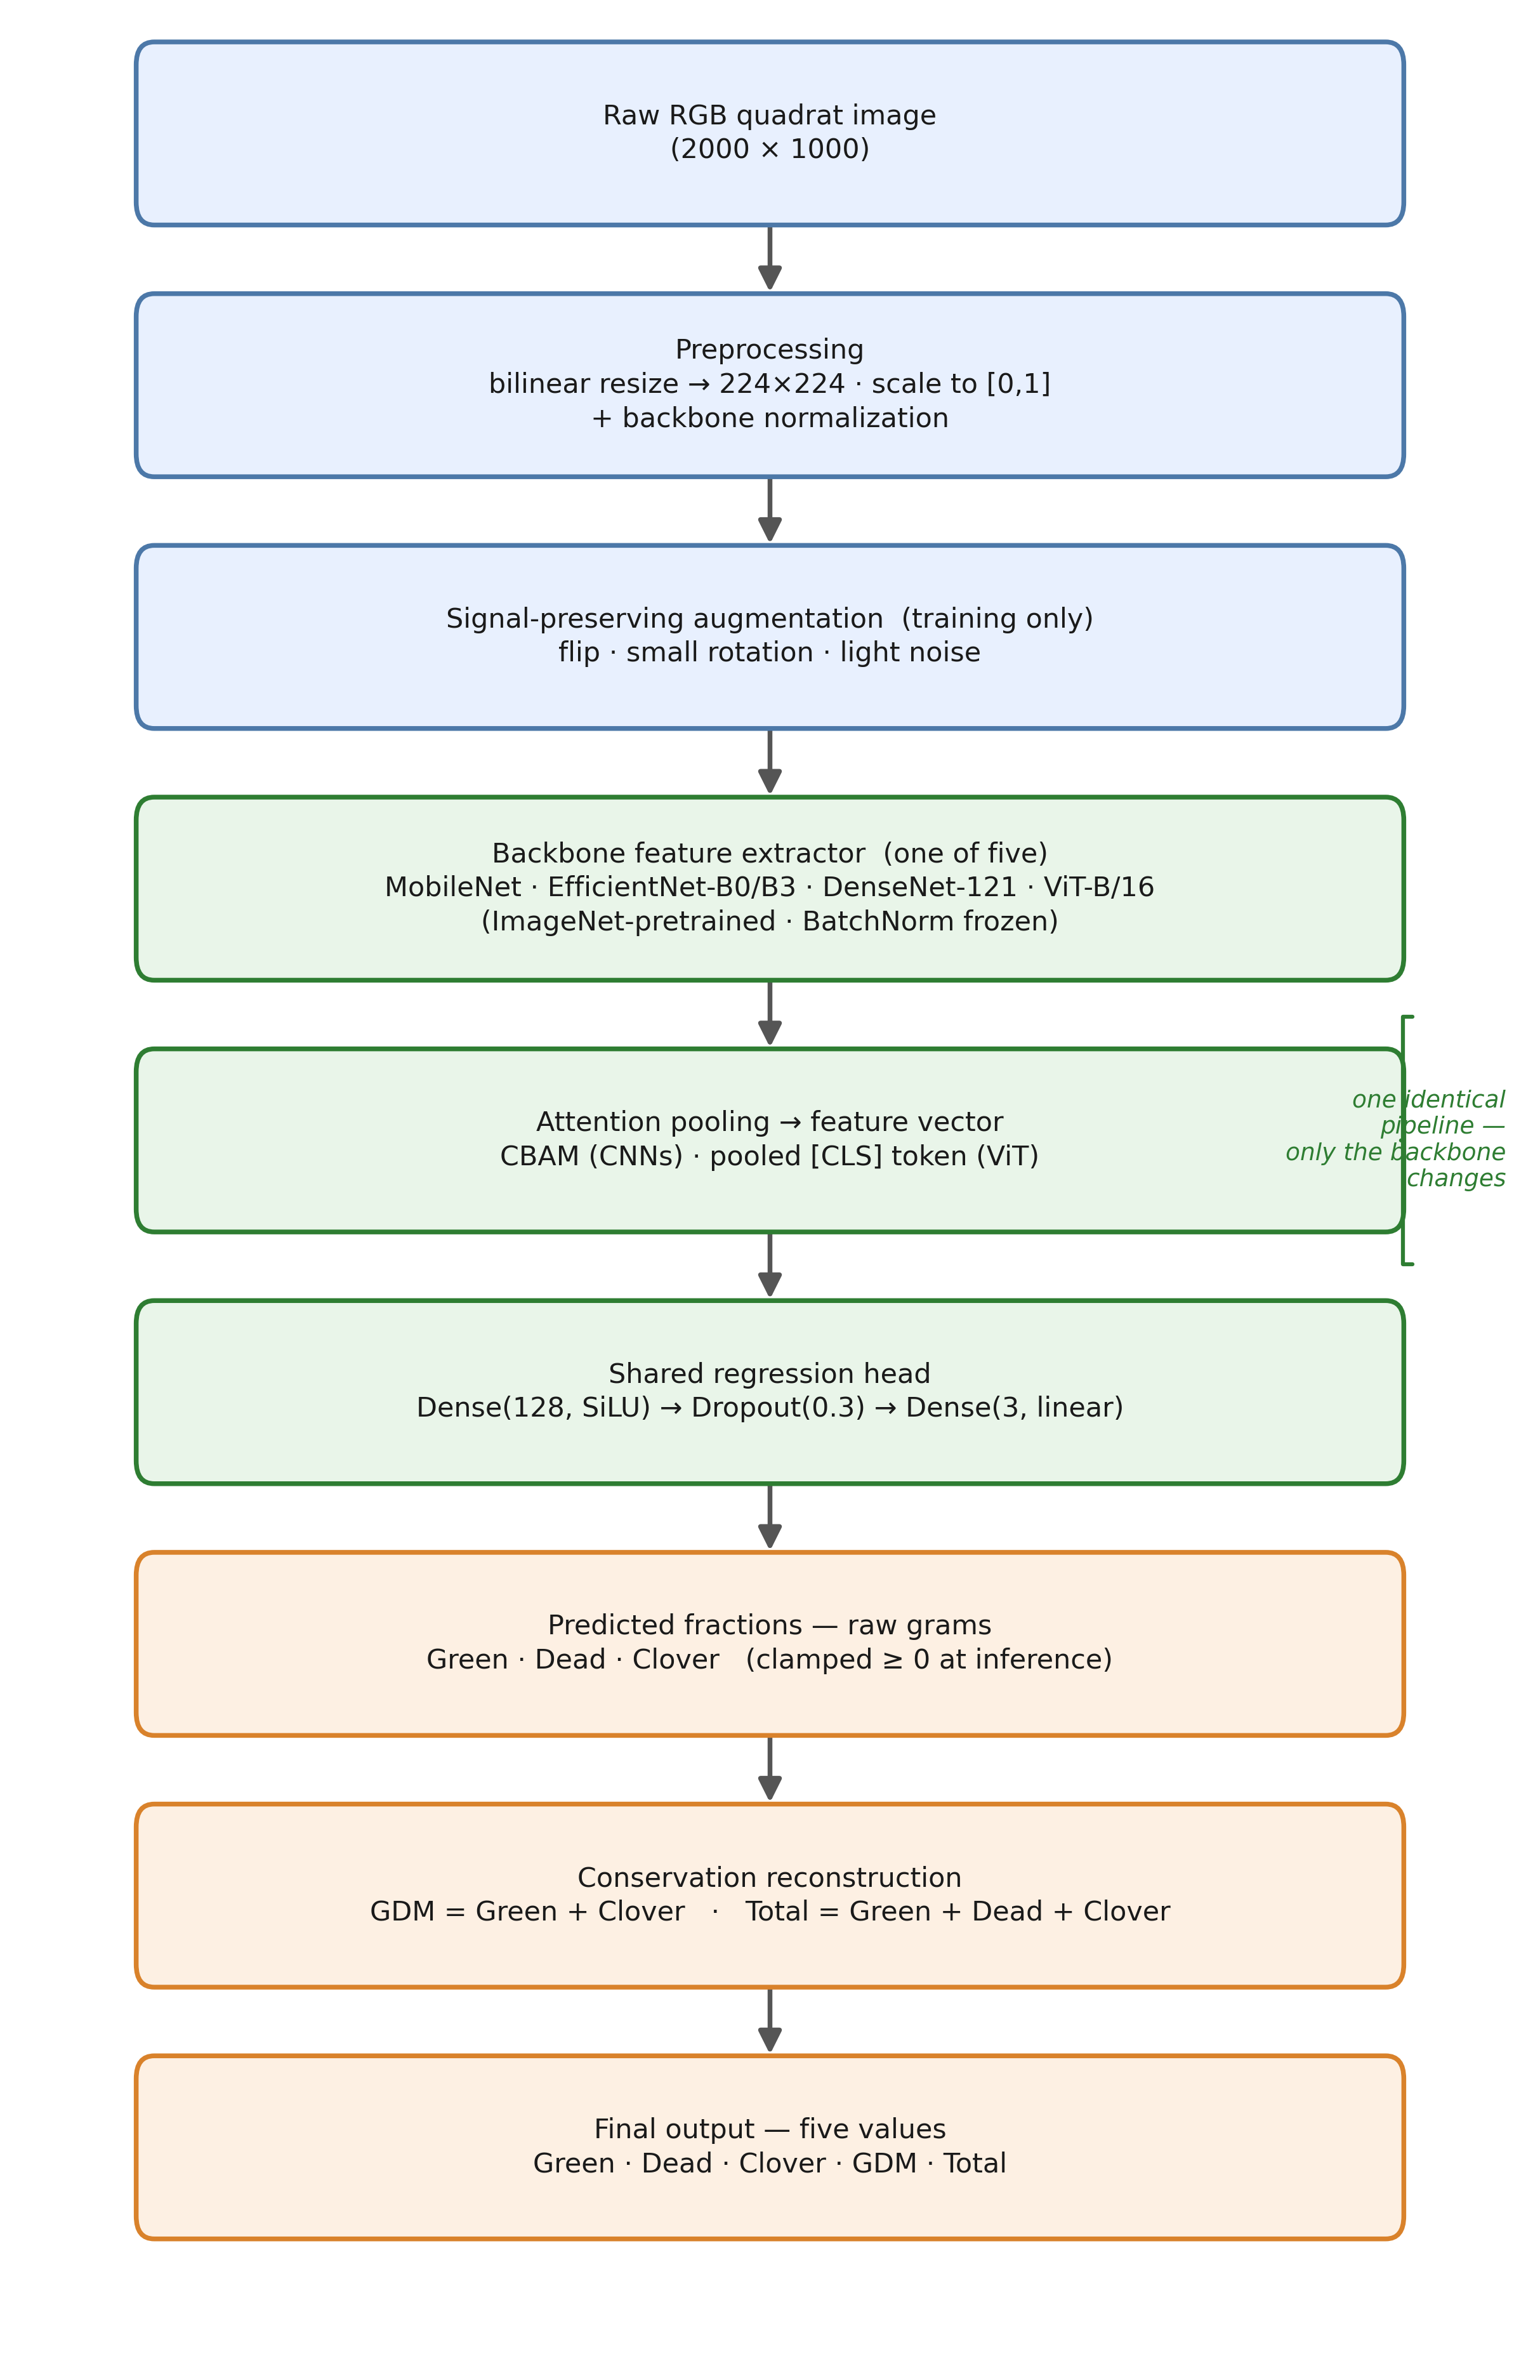 Raw RGB quadrat image
(2000 × 1000)
Preprocessing
bilinear resize → 224×224 · scale to [0,1]
+ backbone normalization
Signal-preserving augmentation  (training only)
flip · small rotation · light noise
Backbone feature extractor  (one of five)
MobileNet · EfficientNet-B0/B3 · DenseNet-121 · ViT-B/16
(ImageNet-pretrained · BatchNorm frozen)
Attention pooling → feature vector
CBAM (CNNs) · pooled [CLS] token (ViT)
one identical
pipeline —
only the backbone
changes
Shared regression head
Dense(128, SiLU) → Dropout(0.3) → Dense(3, linear)
Predicted fractions — raw grams
Green · Dead · Clover   (clamped ≥ 0 at inference)
Conservation reconstruction
GDM = Green + Clover   ·   Total = Green + Dead + Clover
Final output — five values
Green · Dead · Clover · GDM · Total